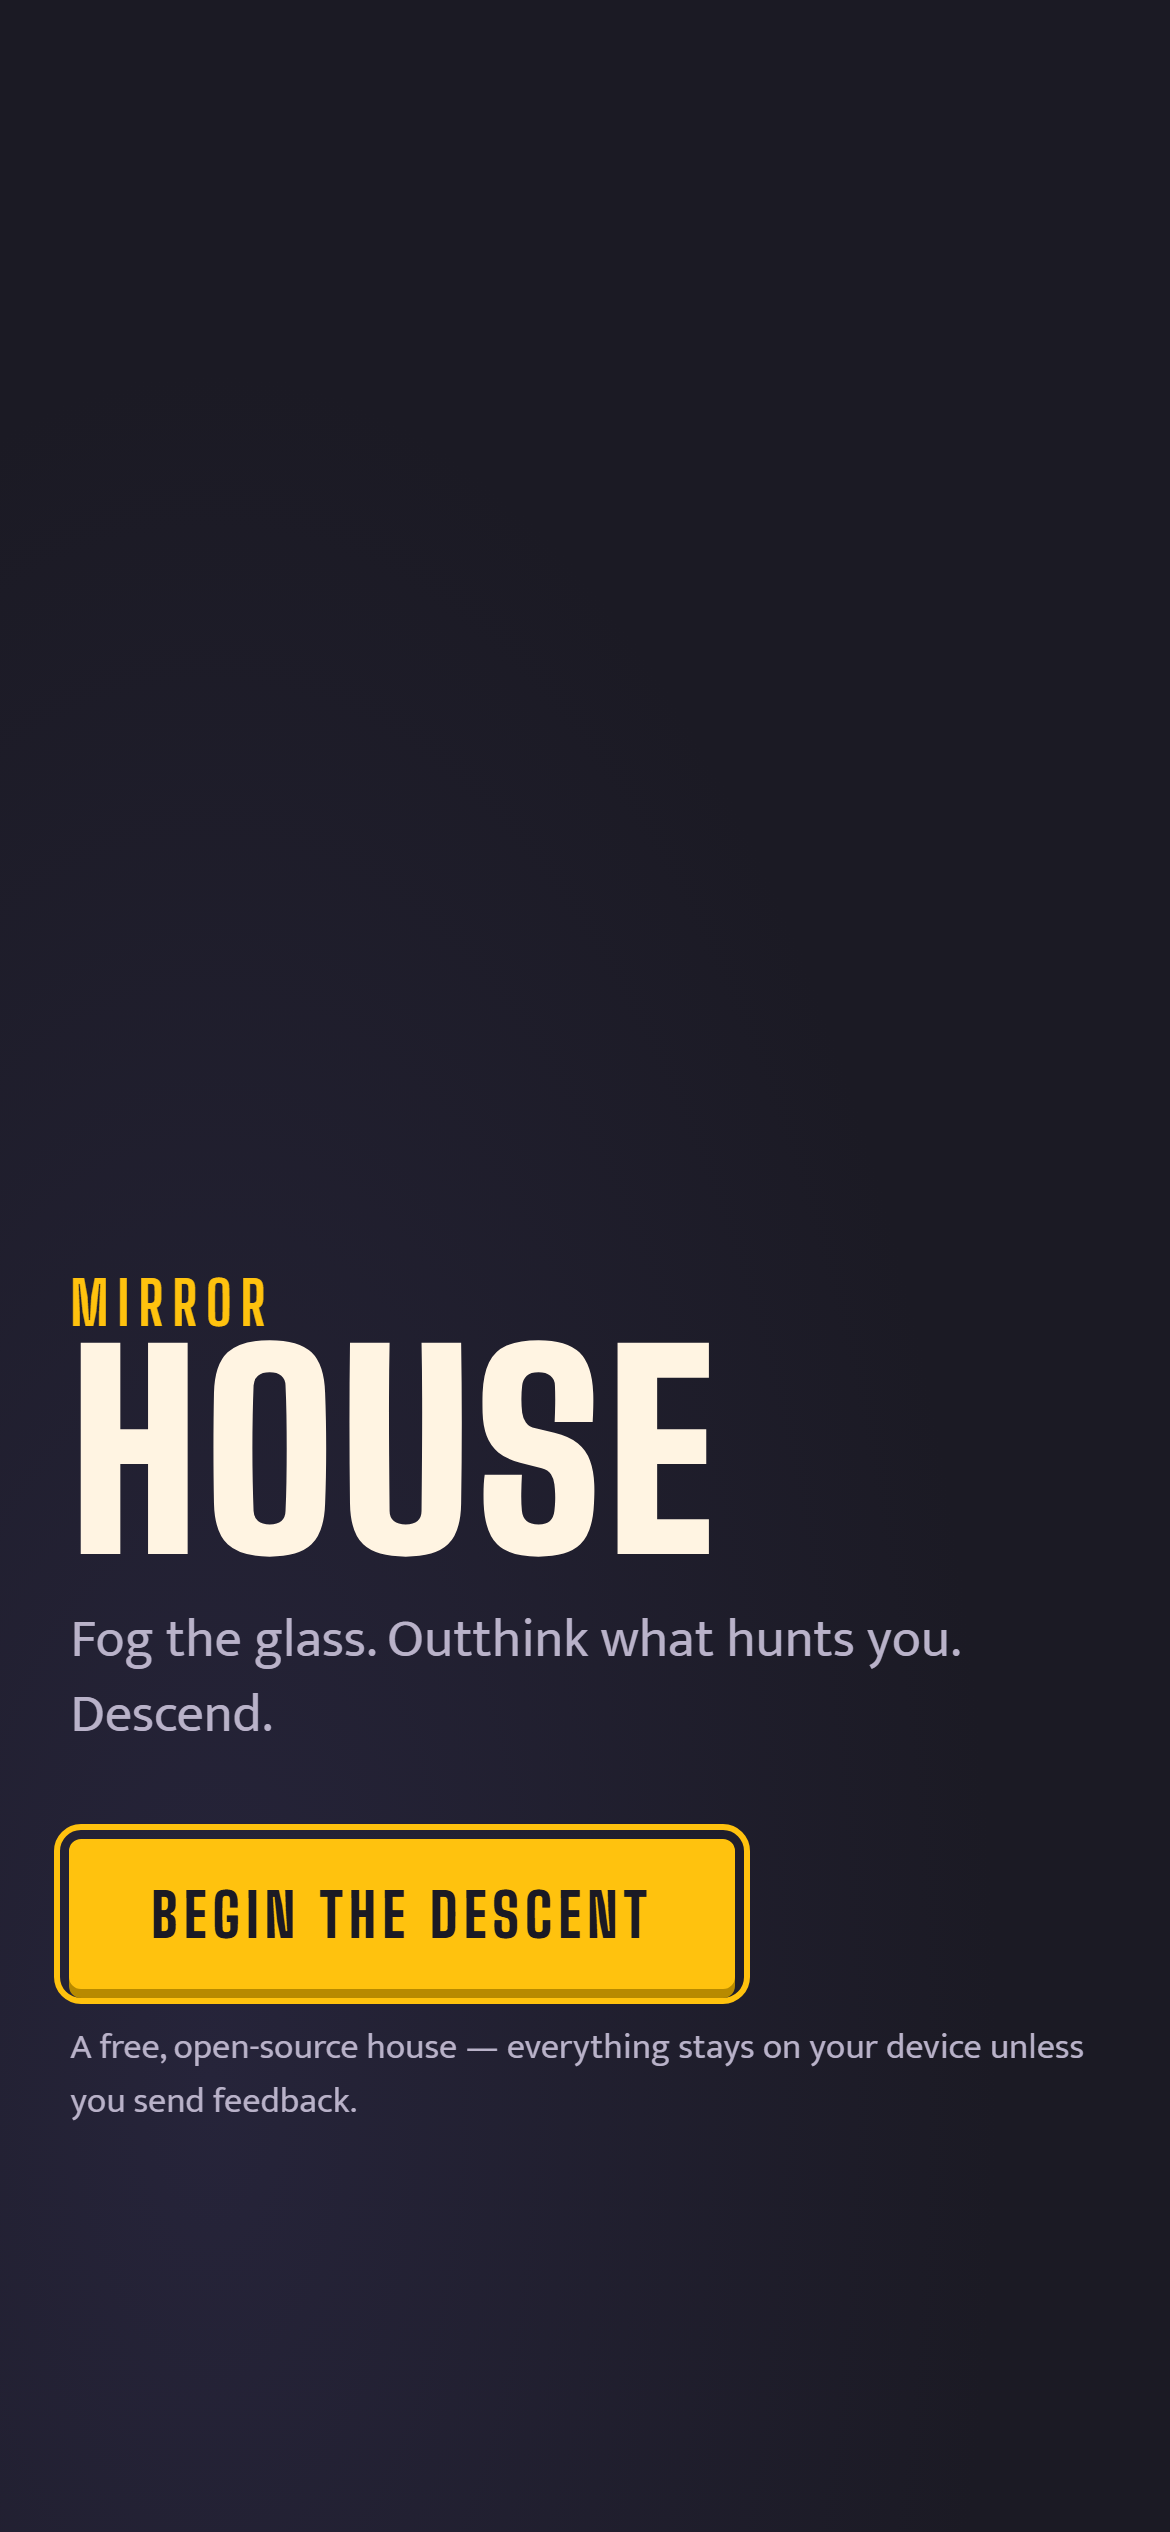 MIRROR
HOUSE
Fog the glass. Outthink what hunts you.
Descend.
BEGIN THE DESCENT
A free, open-source house — everything stays on your device unless
you send feedback.